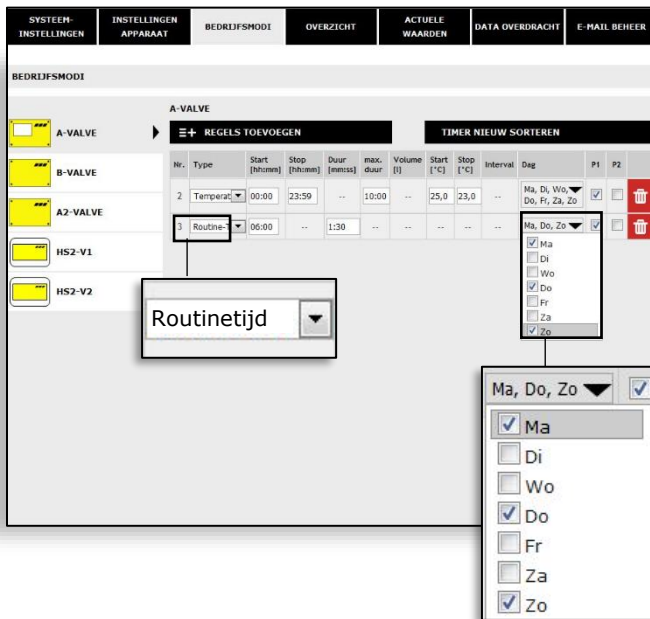 SYSTEEM-
INSTELLINGEN
INSTELLINGEN
APPARAAT
BEDRIJFSMODI
OVERZICHT
ACTUELE
WAARDEN
DATA OVERDRACHT
E-MAIL BEHEER
BEDRIJFSMODI
A-VALVE
B-VALVE
A2-VALVE
HS2-V1
HS2-V2
A-VALVE
REGELS TOEVOEGEN
TIMER NIEUW SORTEREN
Nr. Type Start [hh:mm] Stop [hh:mm] Duur [mm:ss] max. duur Volume [l] Start [°C] Stop [°C] Interval Dag P1 P2
2 Temperat 00:00 23:59 -- 10:00 -- 25,0 23,0 -- Ma, Di, Wo, Do, Fr, Za, Zo
3 Routine-T 06:00 -- 1:30 -- -- -- -- -- Ma, Do, Zo
Ma
Di
Wo
Do
Fr
Za
Zo
Routinetijd
Ma, Do, Zo
Ma
Di
Wo
Do
Fr
Za
Zo